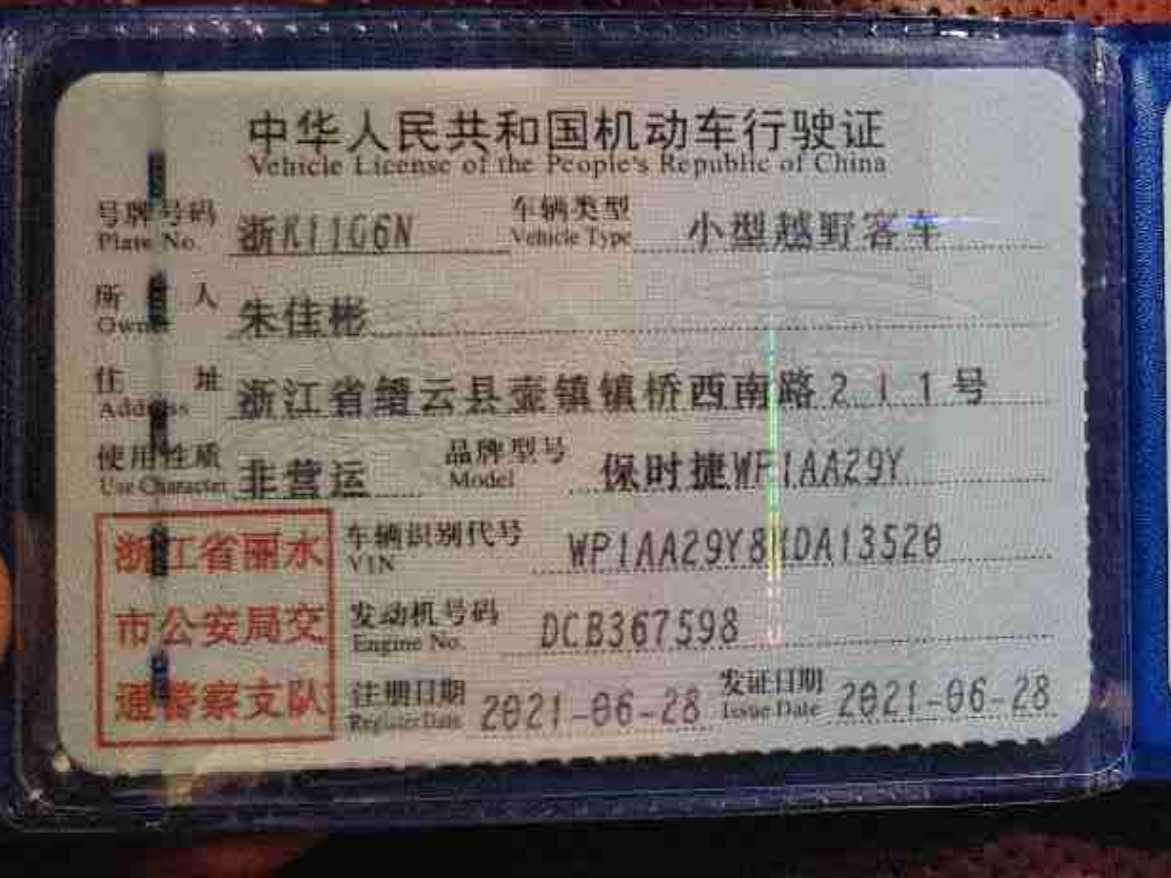 中华人民共和国机动车行驶证
Vehicle License of the People's Republic of China
号牌号码 浙K11G6N 车辆类型 小型越野客车
Plate No. Vehicle Type
所 人 朱佳彬
Owner
住 址 浙江省缙云县壶镇镇桥西南路211号
Address
使用性质 非营运 品牌型号 保时捷WP1AA29Y
Use Character Model
浙江省丽水
市公安局交
通警察支队
车辆识别代号
VIN
发动机号码 DCB367598
Engine No.
注册日期 2021-06-28 发证日期 2021-06-28
Register Date Issue Date